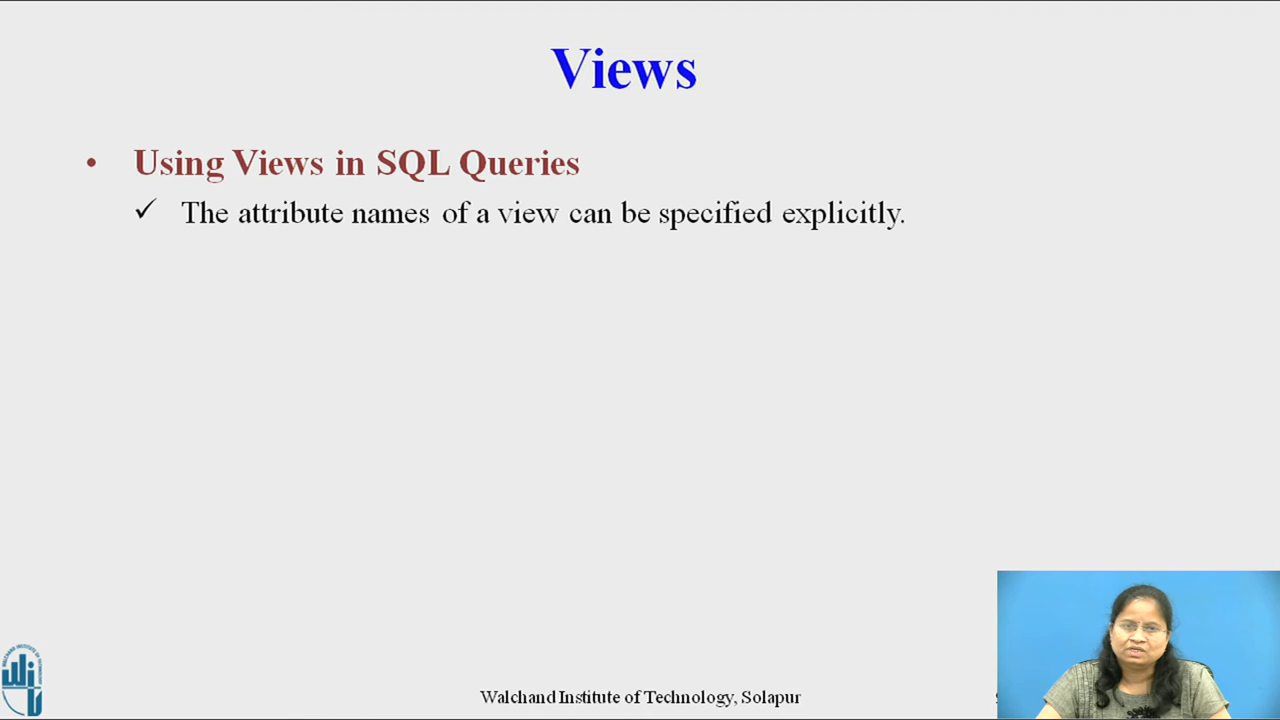 Views
• Using Views in SQL Queries
✓ The attribute names of a view can be specified explicitly.
Walchand Institute of Technology, Solapur